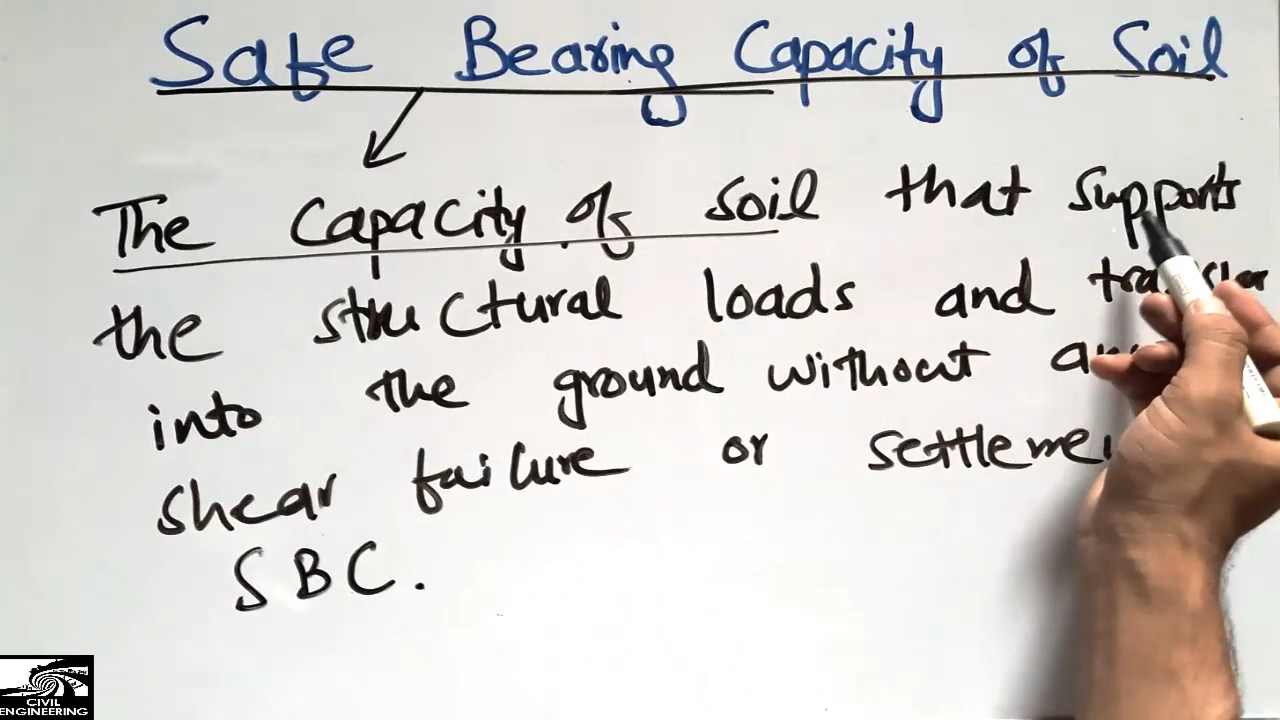 Safe Bearing Capacity of Soil
The Capacity of soil that supports
the structural loads and
into the ground without
shear failure or
SBC.
CIVIL
ENGINEERING